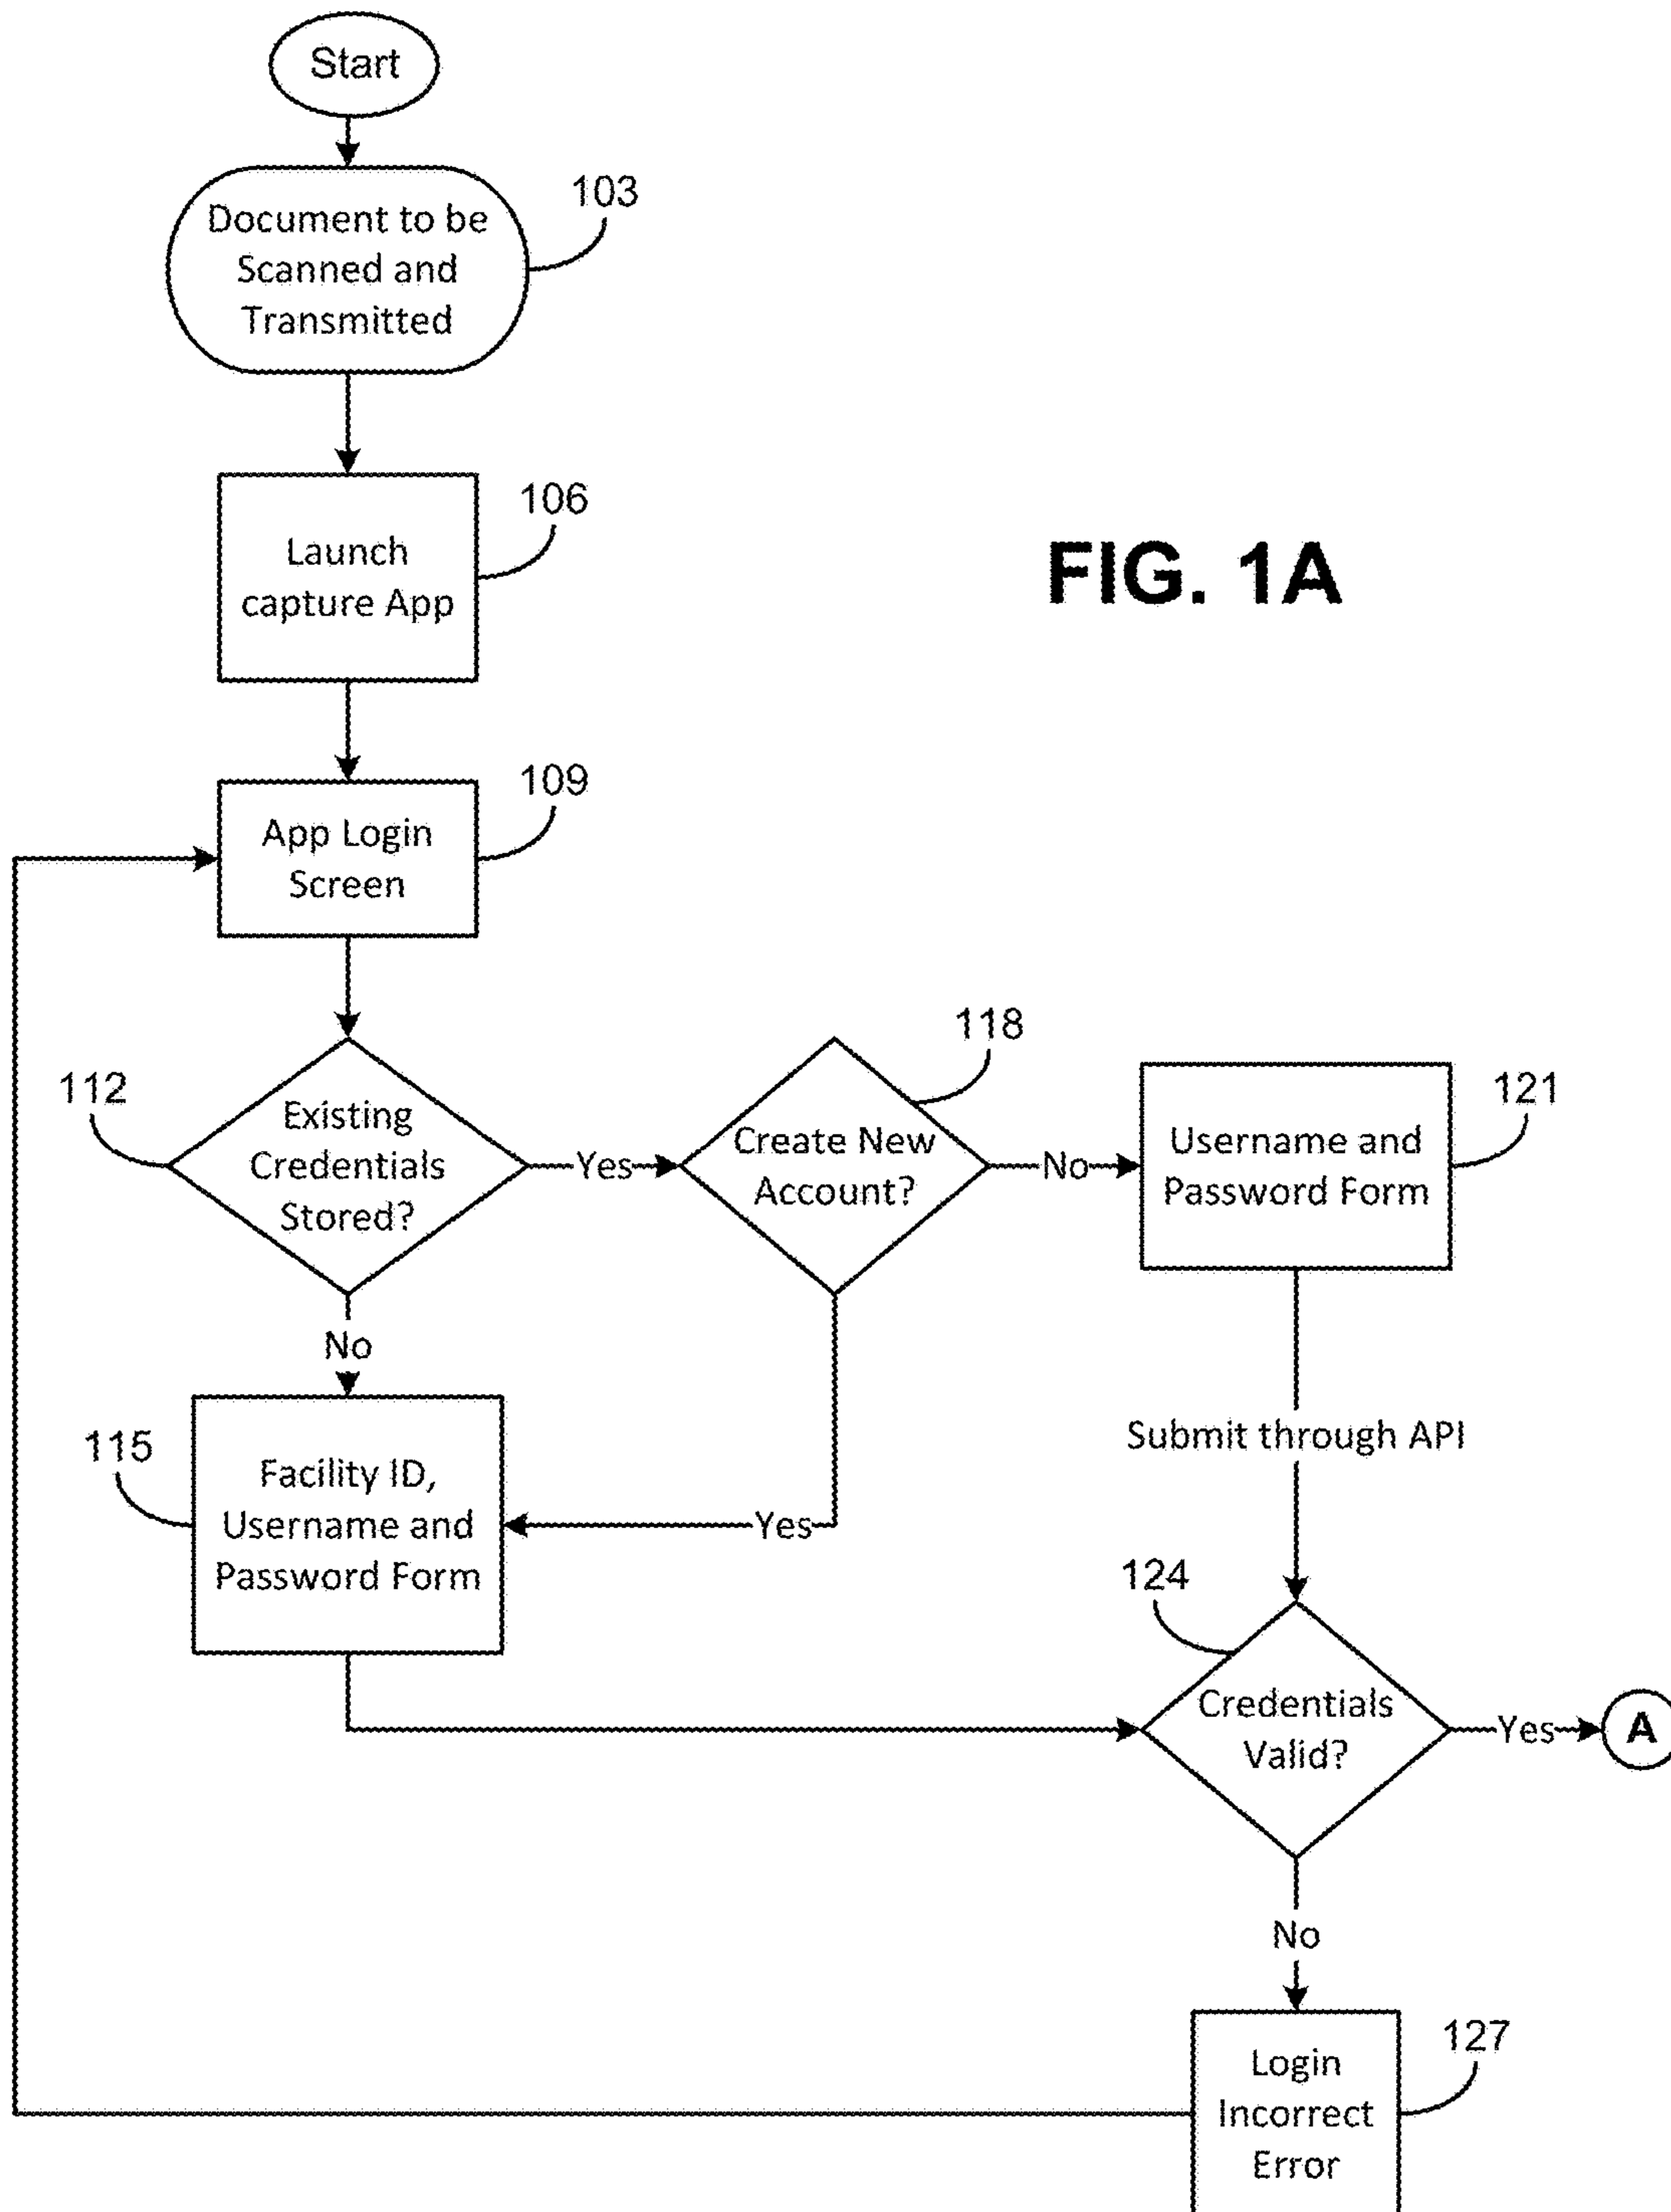 Start
Document to be
Scanned and
Transmitted
103
Launch
capture App
106
FIG. 1A
App Login
Screen
109
112
Existing
Credentials
Stored?
Yes
Create New
Account?
118
No
Username and
Password Form
121
No
Submit through API
115
Facility ID,
Username and
Password Form
Yes
124
Credentials
Valid?
Yes
A
No
Login
Incorrect
Error
127